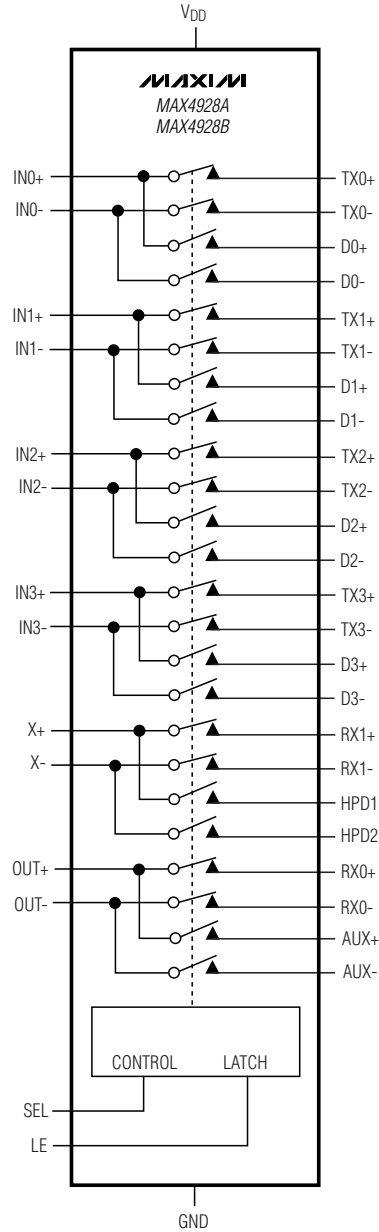 VDD
MAXIM
MAX4928A
MAX4928B
IN0+ TX0+
IN0- TX0-
D0+
D0-
IN1+ TX1+
IN1- TX1-
D1+
D1-
IN2+ TX2+
IN2- TX2-
D2+
D2-
IN3+ TX3+
IN3- TX3-
D3+
D3-
X+ RX1+
X- RX1-
HPD1
HPD2
OUT+ RX0+
OUT- RX0-
AUX+
AUX-
CONTROL LATCH
SEL
LE
GND